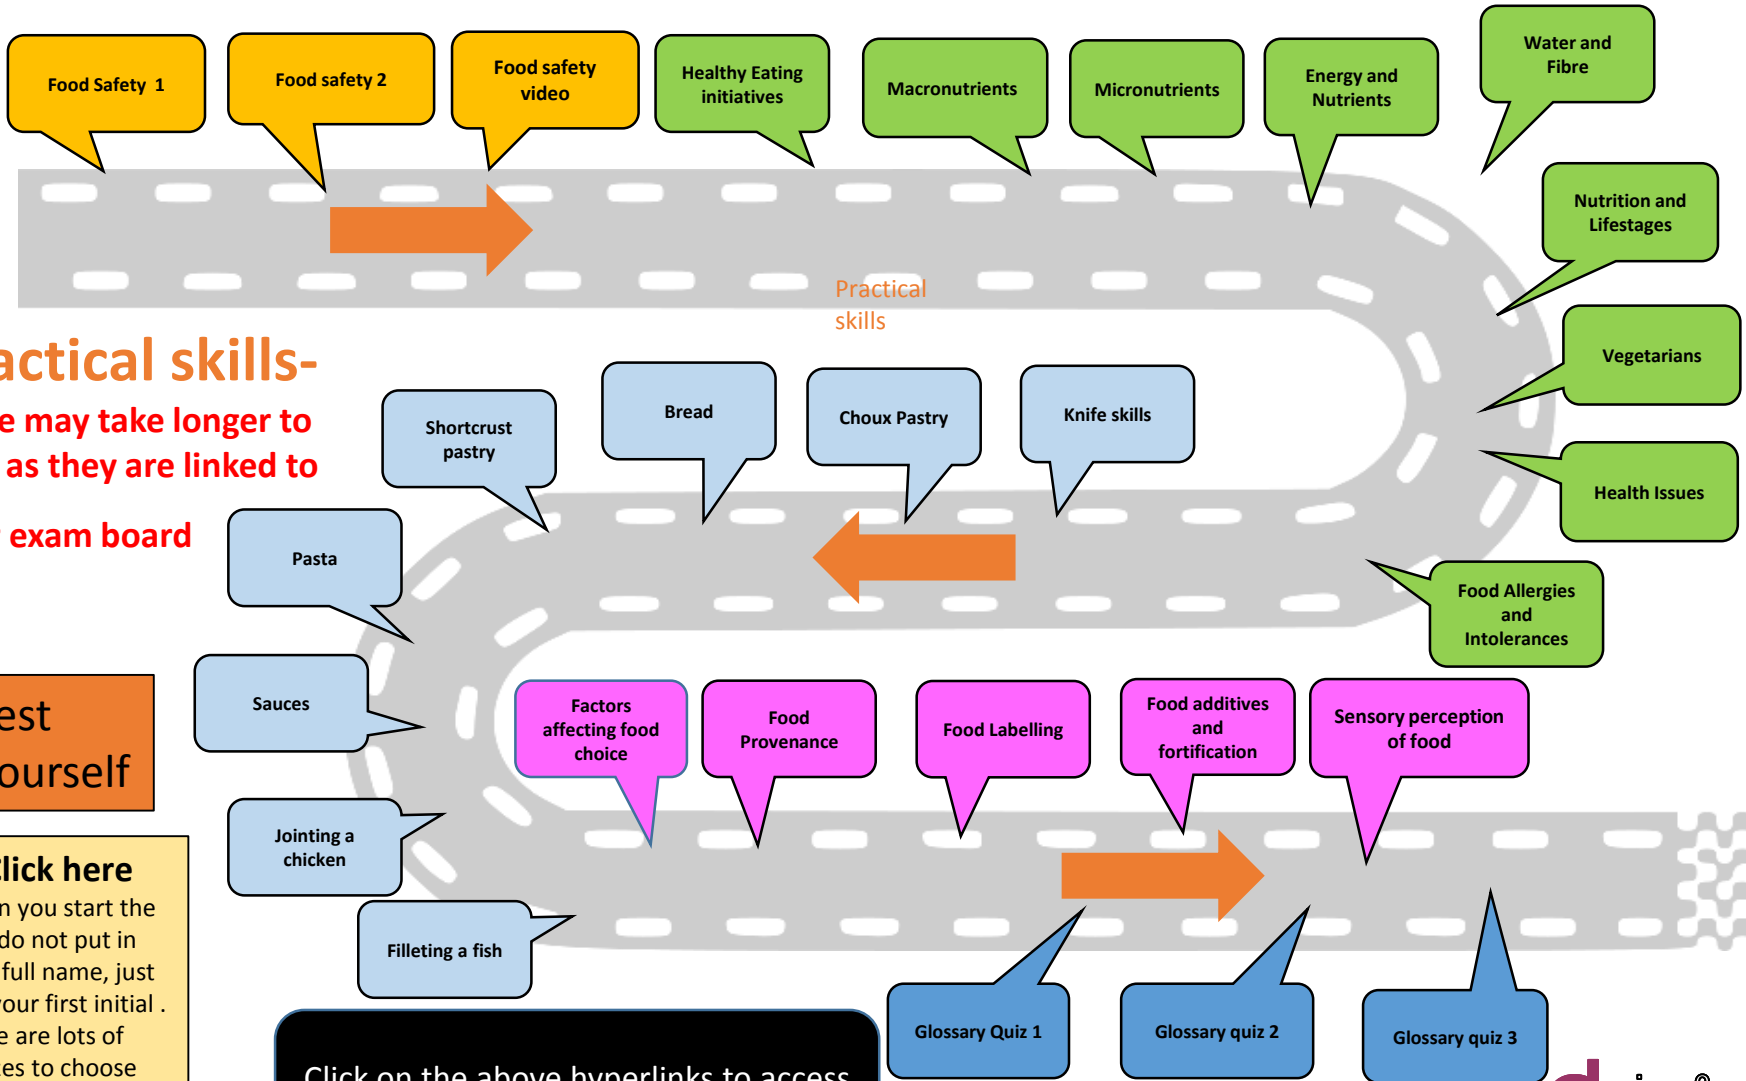 Food Safety 1
Food safety 2
Food safety
video
Healthy Eating
initiatives
Macronutrients
Micronutrients
Energy and
Nutrients
Water and
Fibre
Nutrition and
Lifestages
Vegetarians
Health Issues
Food Allergies
and
Intolerances
Practical
skills
actical skills-
e may take longer to
as they are linked to
exam board
Knife skills
Choux Pastry
Bread
Shortcrust
pastry
Pasta
Sauces
Jointing a
chicken
Filleting a fish
Factors
affecting food
choice
Food
Provenance
Food Labelling
Food additives
and
fortification
Sensory perception
of food
Glossary Quiz 1
Glossary quiz 2
Glossary quiz 3
est
ourself
Click here
n you start the
do not put in
full name, just
your first initial .
e are lots of
es to choose
Click on the above hyperlinks to access